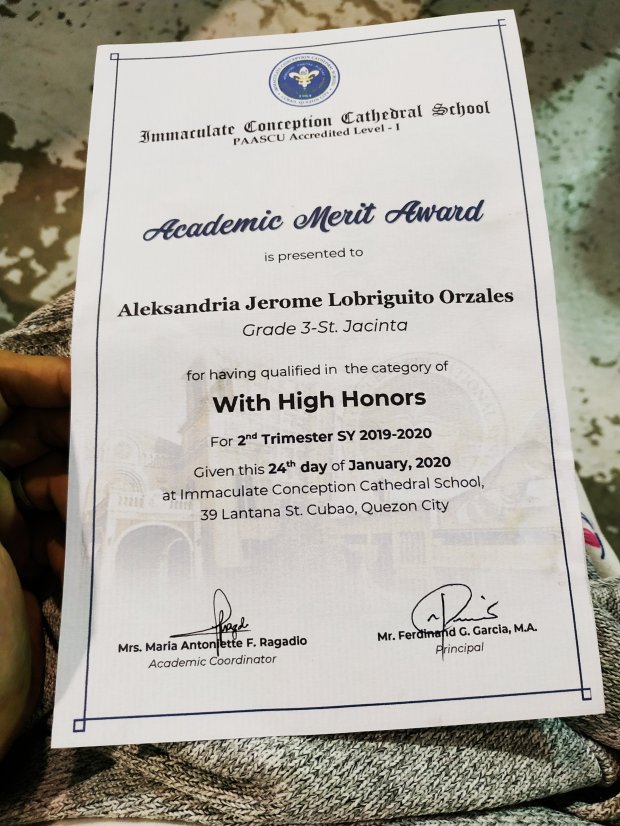 Immaculate Conception Cathedral School
PAASCU Accredited Level - I
Academic Merit Award
is presented to
Aleksandria Jerome Lobriguito Orzales
Grade 3-St. Jacinta
for having qualified in the category of
With High Honors
For 2nd Trimester SY 2019-2020
Given this 24th day of January, 2020
at Immaculate Conception Cathedral School,
39 Lantana St. Cubao, Quezon City
Mrs. Maria Antoniette F. Ragadio
Academic Coordinator
Mr. Ferdinand G. Garcia, M.A.
Principal